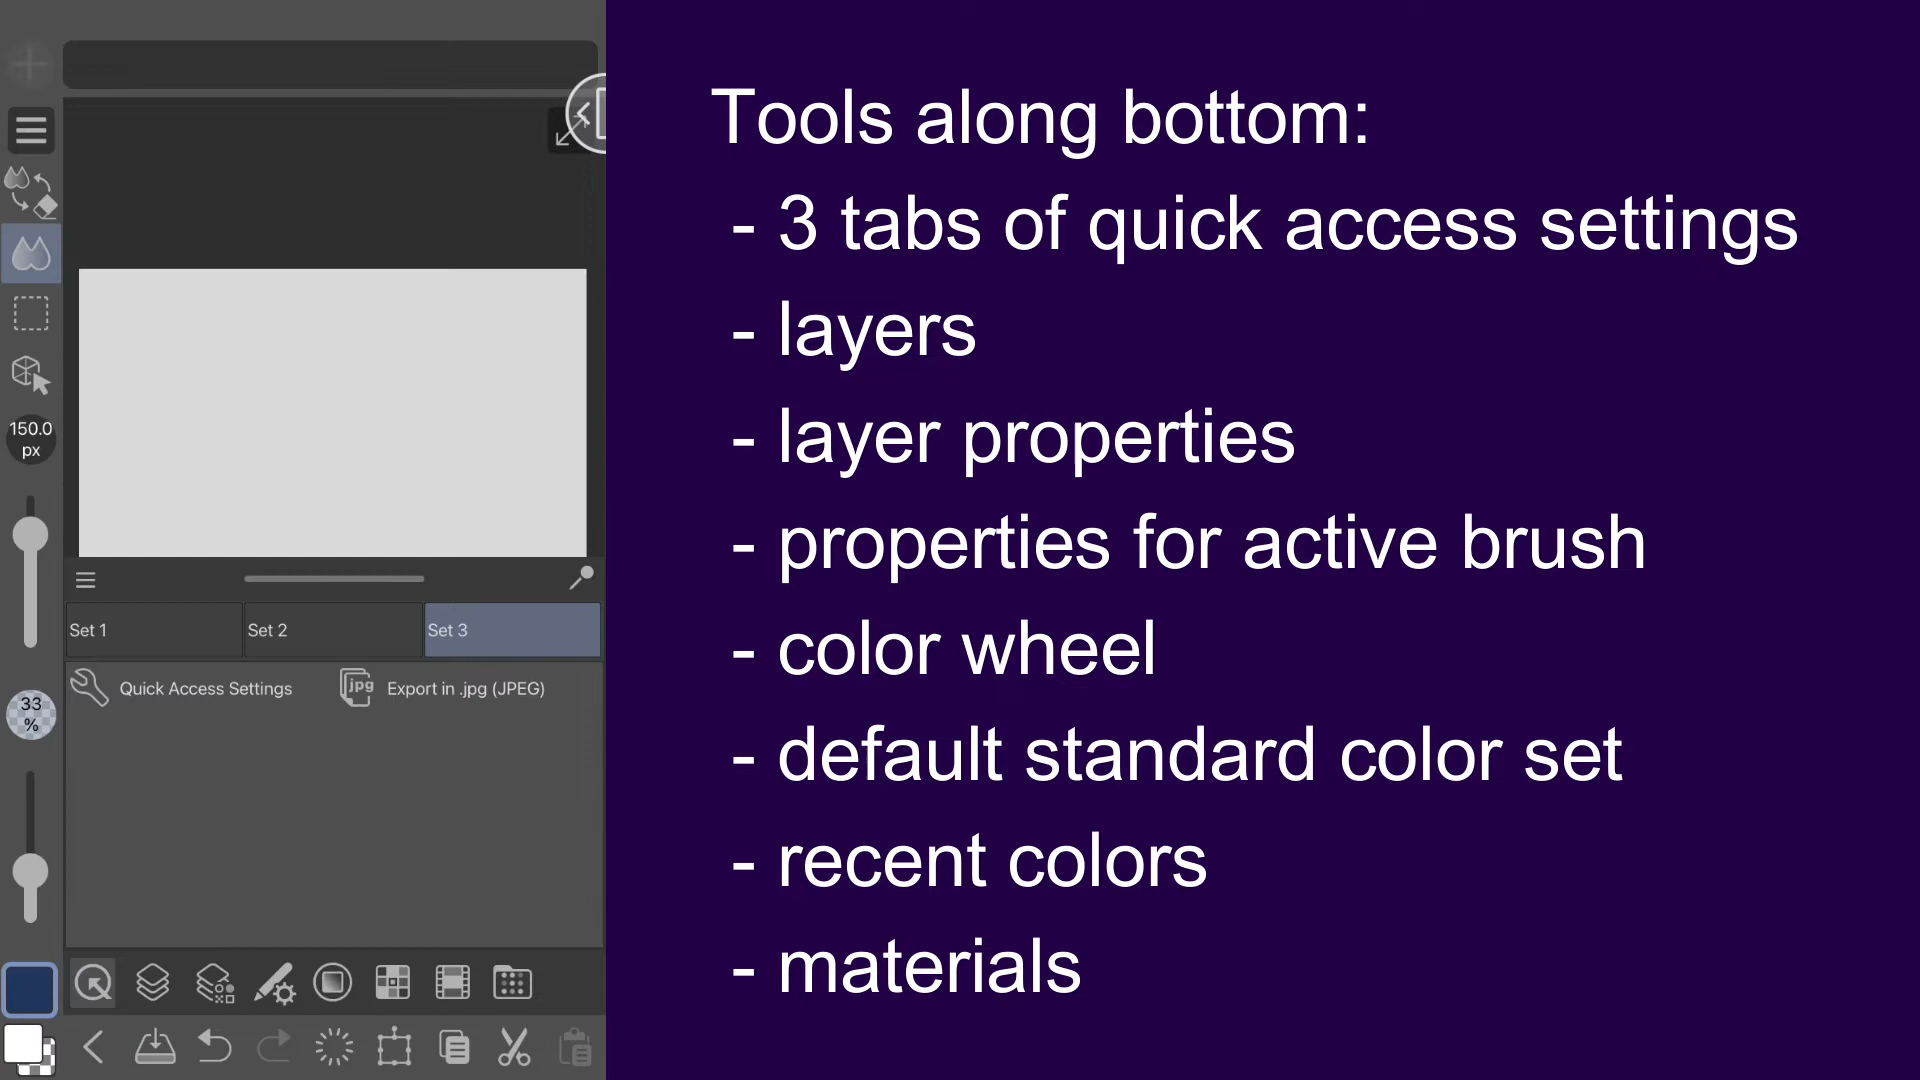 150.0
px
Set 1
Set 2
Set 3
Quick Access Settings
jpg
Export in .jpg (JPEG)
33
%
Tools along bottom:
- 3 tabs of quick access settings
- layers
- layer properties
- properties for active brush
- color wheel
- default standard color set
- recent colors
- materials